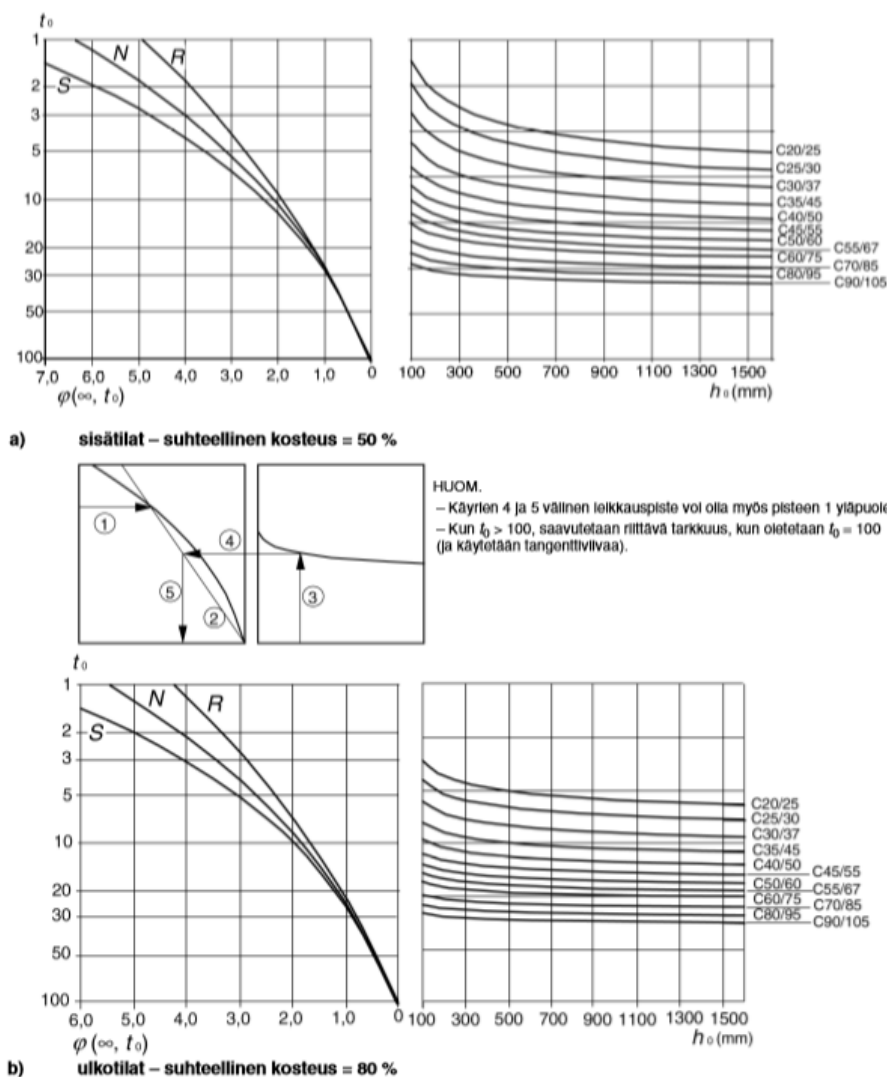 t₀
1
2
3
5
10
20
30
50
100
S
N
R
7,0 6,0 5,0 4,0 3,0 2,0 1,0 0
φ(∞, t₀)
C20/25
C25/30
C30/37
C35/45
C40/50
C45/55
C50/60
C55/67
C60/75
C70/85
C80/95
C90/105
100 300 500 700 900 1100 1300 1500
h₀ (mm)
a) sisätilat – suhteellinen kosteus = 50 %
1
4
5
2
3
HUOM.
– Käyrien 4 ja 5 välinen leikkauspiste voi olla myös pisteen 1 yläpuole
– Kun t₀ > 100, saavutetaan riittävä tarkkuus, kun oletetaan t₀ = 100
(ja käytetään tangenttiviivaa).
t₀
1
2
3
5
10
20
30
50
100
S
N
R
6,0 5,0 4,0 3,0 2,0 1,0 0
φ (∞, t₀)
C20/25
C25/30
C30/37
C35/45
C40/50
C45/55
C50/60
C55/67
C60/75
C70/85
C80/95
C90/105
100 300 500 700 900 1100 1300 1500
h₀ (mm)
b) ulkotilat – suhteellinen kosteus = 80 %